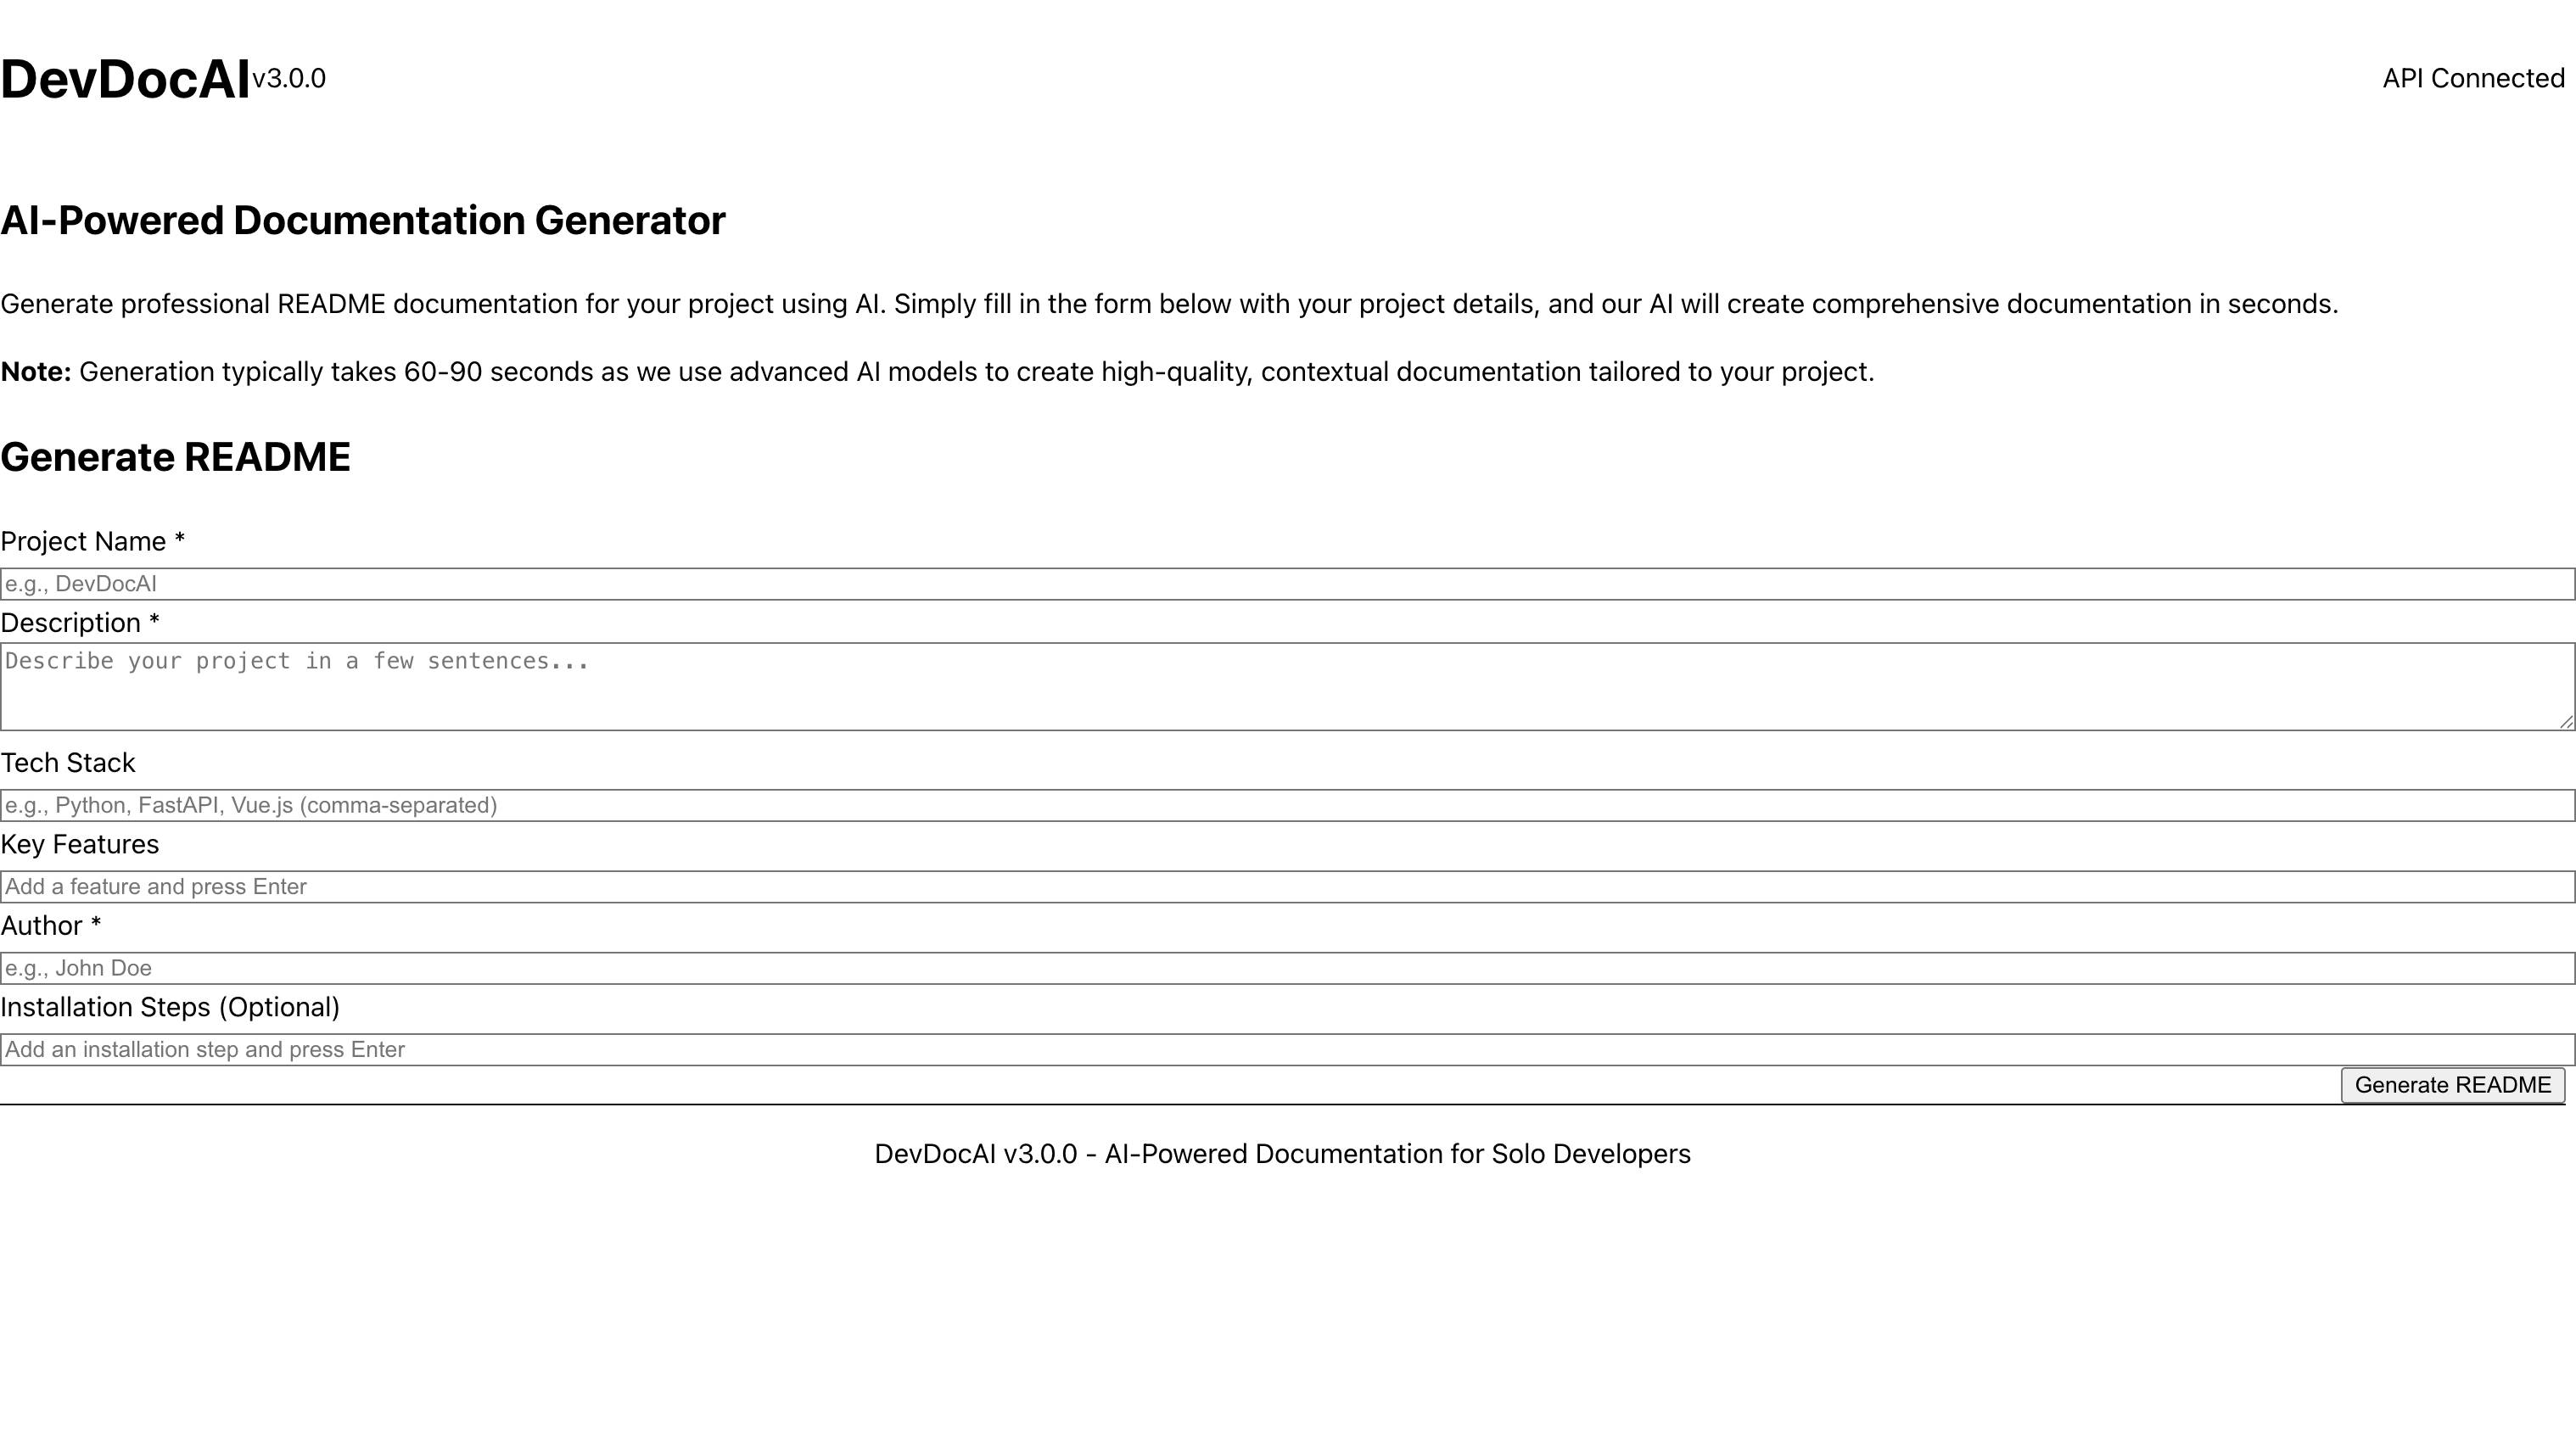 DevDocAI v3.0.0 API Connected
AI-Powered Documentation Generator
Generate professional README documentation for your project using AI. Simply fill in the form below with your project details, and our AI will create comprehensive documentation in seconds.
Note: Generation typically takes 60-90 seconds as we use advanced AI models to create high-quality, contextual documentation tailored to your project.
Generate README
Project Name *
e.g., DevDocAI
Description *
Describe your project in a few sentences...
Tech Stack
e.g., Python, FastAPI, Vue.js (comma-separated)
Key Features
Add a feature and press Enter
Author *
e.g., John Doe
Installation Steps (Optional)
Add an installation step and press Enter
Generate README
DevDocAI v3.0.0 - AI-Powered Documentation for Solo Developers